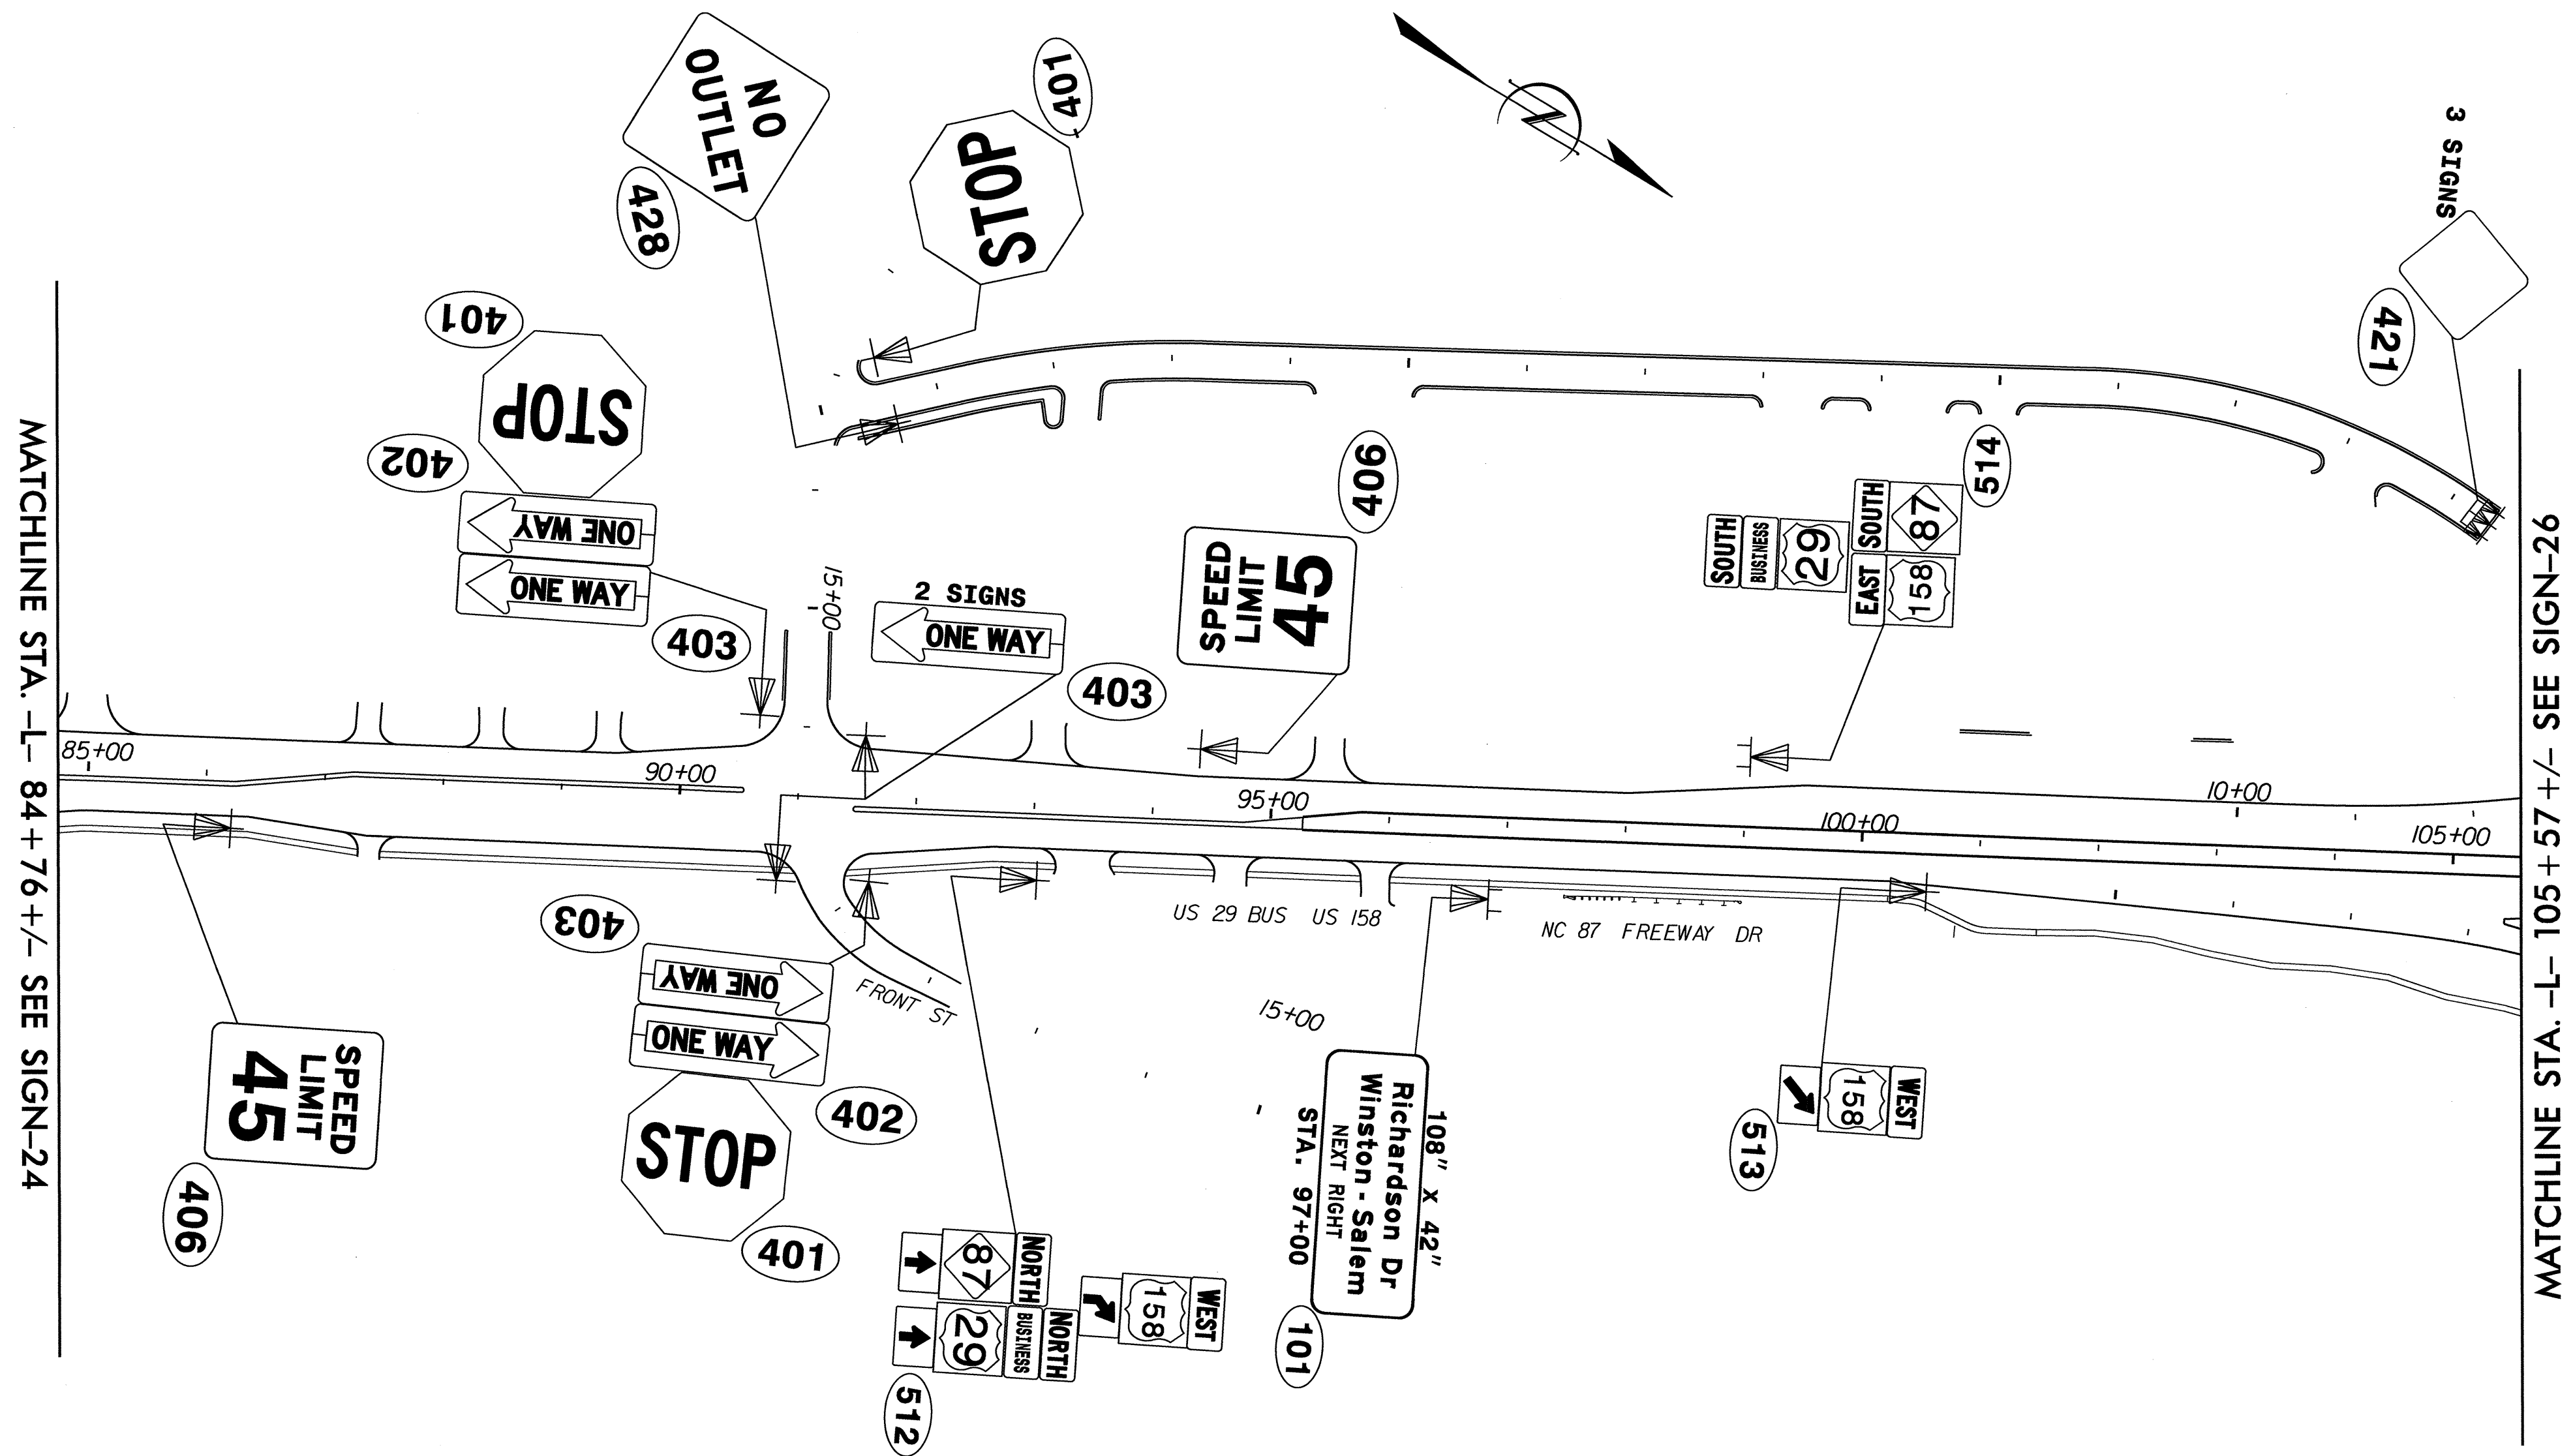 NO
OUTLET
428
401
STOP
3 SIGNS
421
401
STOP
402
ONE WAY
ONE WAY
403
15+00
2 SIGNS
ONE WAY
403
406
SPEED
LIMIT
45
514
SOUTH
87
SOUTH
BUSINESS
29
EAST
158
MATCHLINE STA. -L- 84+76+/- SEE SIGN-24
MATCHLINE STA. -L- 105+57+/- SEE SIGN-26
85+00
90+00
95+00
100+00
10+00
105+00
US 29 BUS US 158
NC 87 FREEWAY DR
FRONT ST
15+00
SPEED
LIMIT
45
406
403
ONE WAY
ONE WAY
402
STOP
401
NORTH
87
NORTH
BUSINESS
29
512
WEST
158
108" x 42"
Richardson Dr
Winston - Salem
NEXT RIGHT
STA. 97+00
101
WEST
158
513
N